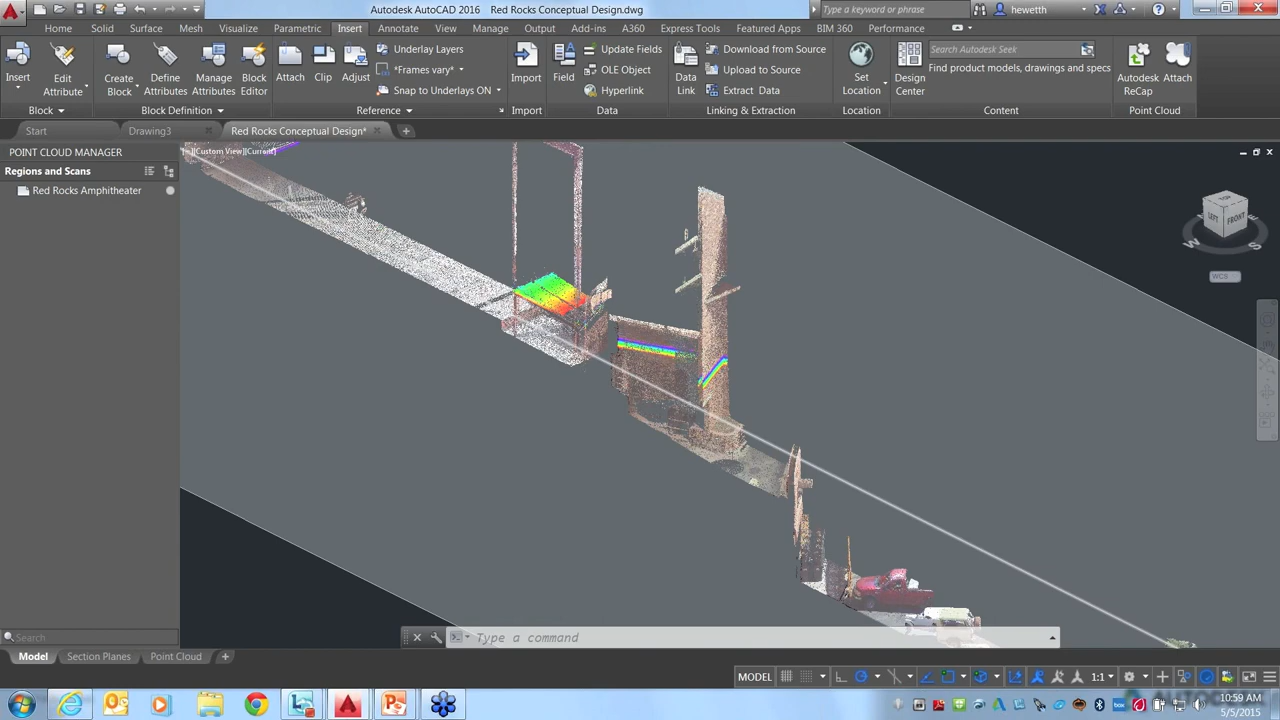 Autodesk AutoCAD 2016 Red Rocks Conceptual Design.dwg
Type a keyword or phrase
hewetth
Home Solid Surface Mesh Visualize Parametric Insert Annotate View Manage Output Add-ins A360 Express Tools Featured Apps BIM 360 Performance
Insert
Edit Attribute
Create Block
Define Attributes
Manage Attributes
Block Editor
Attach
Clip
Adjust
Underlay Layers
*Frames vary*
Snap to Underlays ON
Import
Field
Update Fields
OLE Object
Hyperlink
Data Link
Download from Source
Upload to Source
Extract Data
Set Location
Design Center
Search Autodesk Seek
Find product models, drawings and specs
Autodesk ReCap
Attach
Block
Block Definition
Reference
Import
Data
Linking & Extraction
Location
Content
Point Cloud
Start
Drawing3
Red Rocks Conceptual Design*
POINT CLOUD MANAGER
[Custom View][Current]
Regions and Scans
Red Rocks Amphitheater
TOP
LEFT
FRONT
W
S
WCS
Search
Type a command
Model
Section Planes
Point Cloud
MODEL
1:1
10:59 AM
5/5/2015